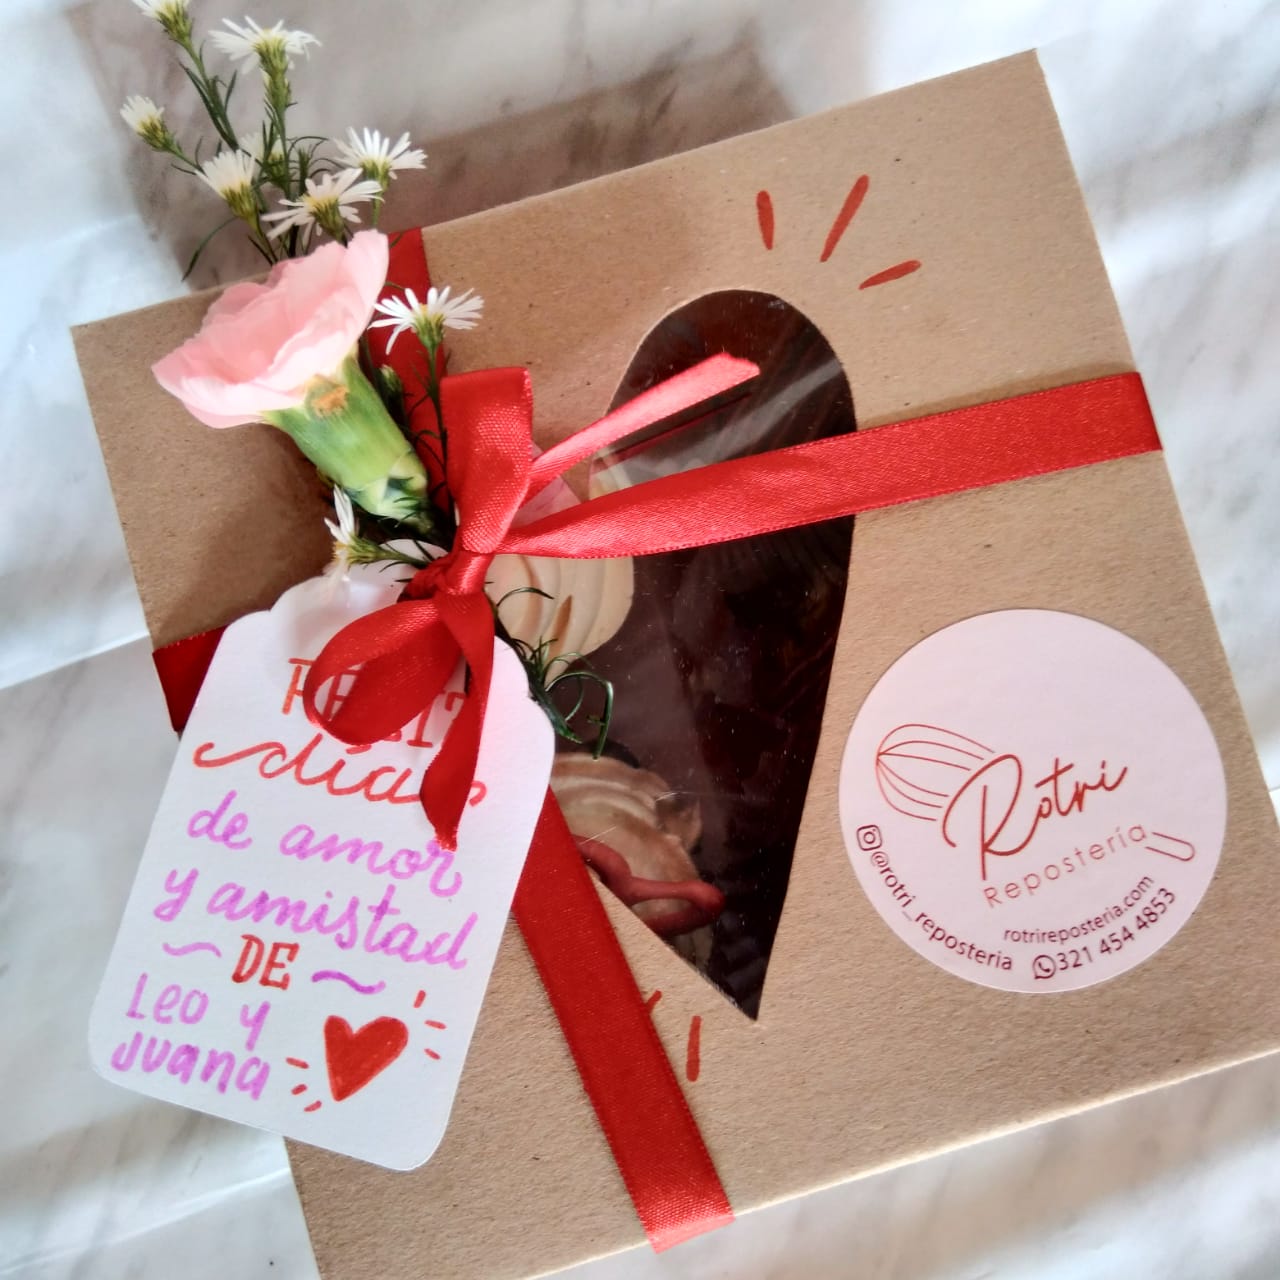 días
de amor
y amistad
DE
Leo y
Juana
Rotri
Repostería
@rotri_reposteria
rotrireposteria.com
321 454 4853